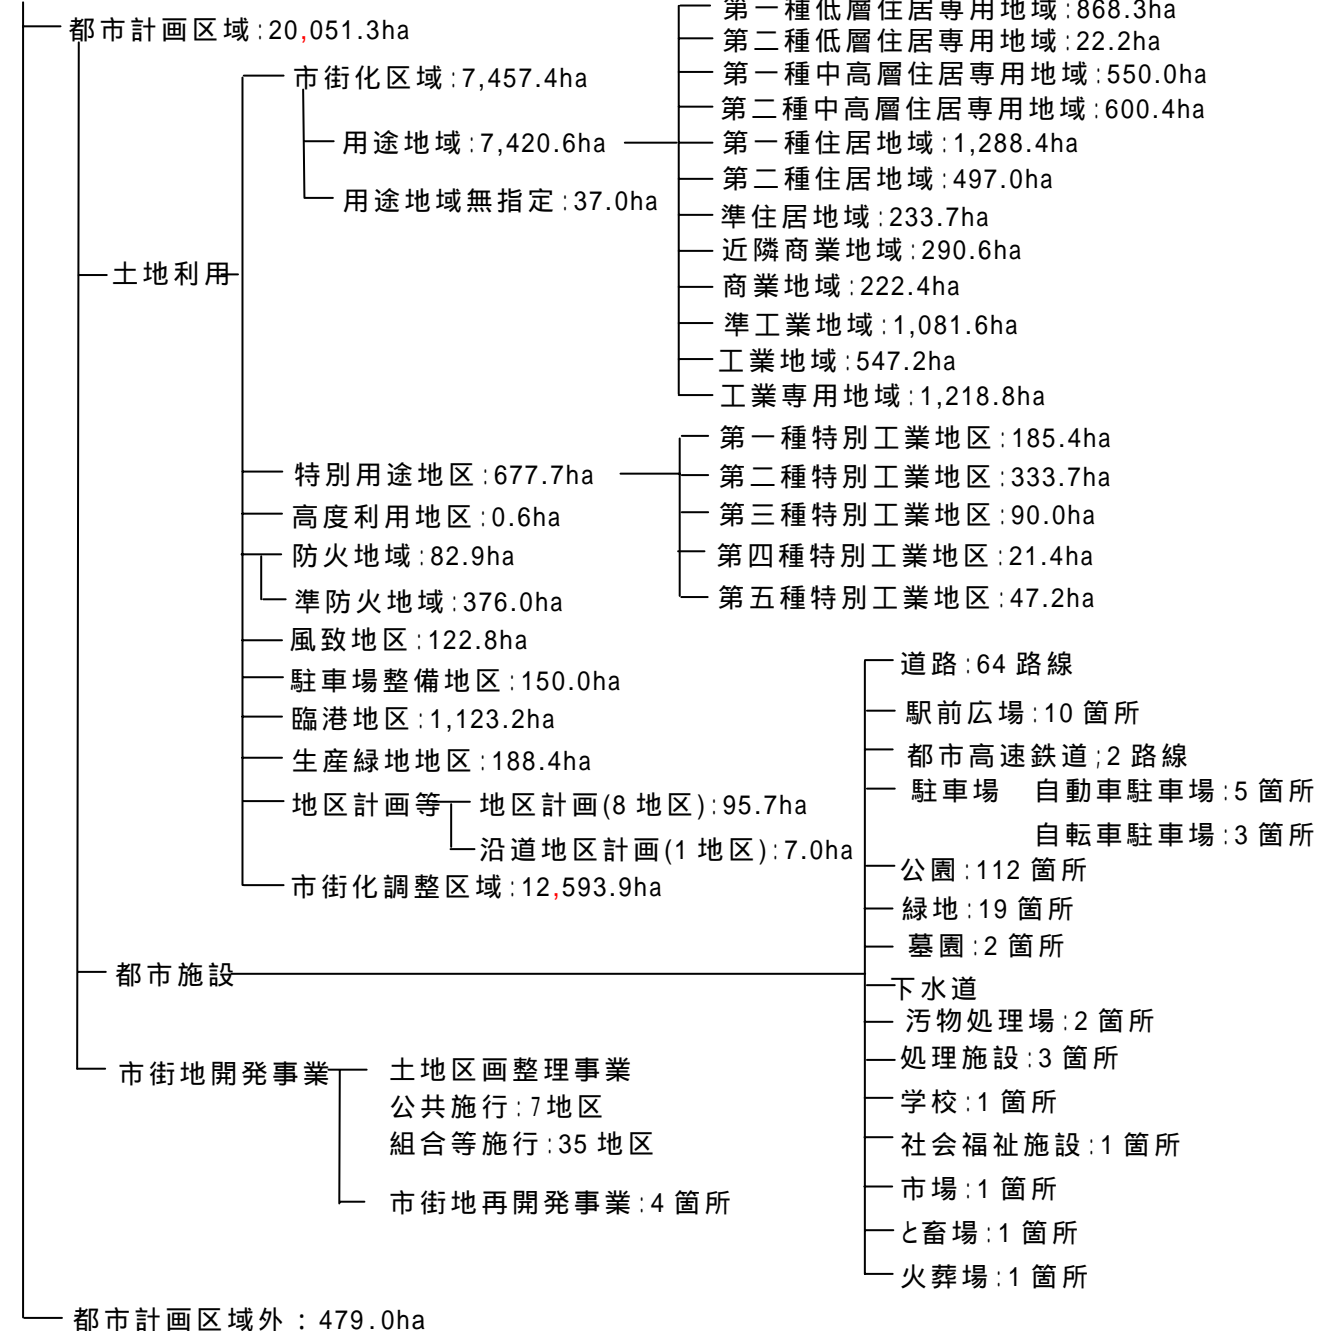 都市計画区域:20,051.3ha
土地利用
市街化区域:7,457.4ha
用途地域:7,420.6ha
用途地域無指定:37.0ha
第一種低層住居専用地域:868.3ha
第二種低層住居専用地域:22.2ha
第一種中高層住居専用地域:550.0ha
第二種中高層住居専用地域:600.4ha
第一種住居地域:1,288.4ha
第二種住居地域:497.0ha
準住居地域:233.7ha
近隣商業地域:290.6ha
商業地域:222.4ha
準工業地域:1,081.6ha
工業地域:547.2ha
工業専用地域:1,218.8ha
特別用途地区:677.7ha
第一種特別工業地区:185.4ha
第二種特別工業地区:333.7ha
第三種特別工業地区:90.0ha
第四種特別工業地区:21.4ha
第五種特別工業地区:47.2ha
高度利用地区:0.6ha
防火地域:82.9ha
準防火地域:376.0ha
風致地区:122.8ha
駐車場整備地区:150.0ha
臨港地区:1,123.2ha
生産緑地地区:188.4ha
地区計画等
地区計画(8 地区):95.7ha
沿道地区計画(1 地区):7.0ha
市街化調整区域:12,593.9ha
都市施設
道路:64 路線
駅前広場:10 箇所
都市高速鉄道;2 路線
駐車場 自動車駐車場:5 箇所
自転車駐車場:3 箇所
公園:112 箇所
緑地:19 箇所
墓園:2 箇所
下水道
汚物処理場:2 箇所
処理施設:3 箇所
学校:1 箇所
社会福祉施設:1 箇所
市場:1 箇所
と畜場:1 箇所
火葬場:1 箇所
市街地開発事業
土地区画整理事業
公共施行:7地区
組合等施行:35 地区
市街地再開発事業:4 箇所
都市計画区域外:479.0ha